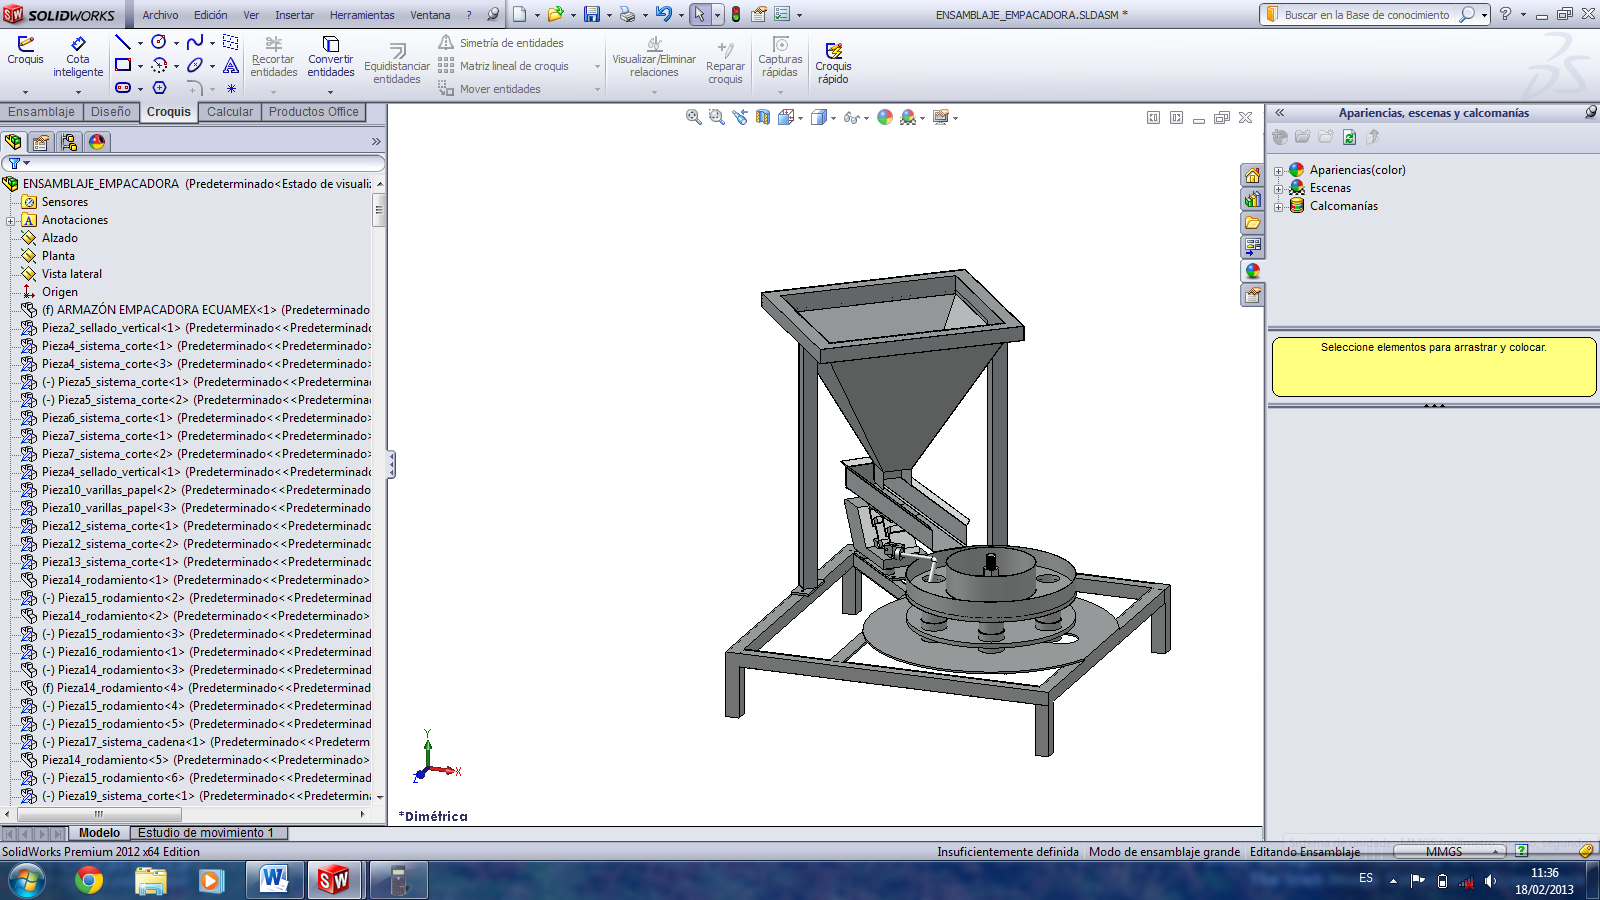 SOLIDWORKS Archivo Edición Ver Insertar Herramientas Ventana ? ENSAMBLAJE_EMPACADORA.SLDASM * Buscar en la Base de conocimiento
Croquis Cota inteligente Recortar entidades Convertir entidades Equidistanciar entidades Simetría de entidades Matriz lineal de croquis Mover entidades Visualizar/Eliminar relaciones Reparar croquis Capturas rápidas Croquis rápido
Ensamblaje Diseño Croquis Calcular Productos Office
Apariencias, escenas y calcomanías
Apariencias(color)
Escenas
Calcomanías
Seleccione elementos para arrastrar y colocar.
ENSAMBLAJE_EMPACADORA (Predeterminado<Estado de visuali
Sensores
Anotaciones
Alzado
Planta
Vista lateral
Origen
(f) ARMAZÓN EMPACADORA ECUAMEX<1> (Predeterminado
Pieza2_sellado_vertical<1> (Predeterminado<<Predeterminado
Pieza4_sistema_corte<1> (Predeterminado<<Predeterminado>
Pieza4_sistema_corte<3> (Predeterminado<<Predeterminado>
(-) Pieza5_sistema_corte<1> (Predeterminado<<Predetermina
(-) Pieza5_sistema_corte<2> (Predeterminado<<Predetermina
Pieza6_sistema_corte<1> (Predeterminado<<Predeterminado>
Pieza7_sistema_corte<1> (Predeterminado<<Predeterminado>
Pieza7_sistema_corte<2> (Predeterminado<<Predeterminado>
Pieza4_sellado_vertical<1> (Predeterminado<<Predeterminado
Pieza10_varillas_papel<2> (Predeterminado<<Predeterminado
Pieza10_varillas_papel<3> (Predeterminado<<Predeterminado
Pieza12_sistema_corte<1> (Predeterminado<<Predeterminado
Pieza12_sistema_corte<2> (Predeterminado<<Predeterminado
Pieza13_sistema_corte<1> (Predeterminado<<Predeterminado
Pieza14_rodamiento<1> (Predeterminado<<Predeterminado>
(-) Pieza15_rodamiento<2> (Predeterminado<<Predeterminad
Pieza14_rodamiento<2> (Predeterminado<<Predeterminado>
(-) Pieza15_rodamiento<3> (Predeterminado<<Predeterminad
(-) Pieza16_rodamiento<1> (Predeterminado<<Predeterminad
(-) Pieza14_rodamiento<3> (Predeterminado<<Predeterminad
(f) Pieza14_rodamiento<4> (Predeterminado<<Predeterminad
(-) Pieza15_rodamiento<4> (Predeterminado<<Predeterminad
(-) Pieza15_rodamiento<5> (Predeterminado<<Predeterminad
(-) Pieza17_sistema_cadena<1> (Predeterminado<<Predeterm
Pieza14_rodamiento<5> (Predeterminado<<Predeterminado>
(-) Pieza15_rodamiento<6> (Predeterminado<<Predeterminad
(-) Pieza19_sistema_corte<1> (Predeterminado<<Predetermin
Y
X
Z
*Dimétrica
Modelo Estudio de movimiento 1
SolidWorks Premium 2012 x64 Edition Insuficientemente definida Modo de ensamblaje grande Editando Ensamblaje MMGS
ES 11:36
18/02/2013